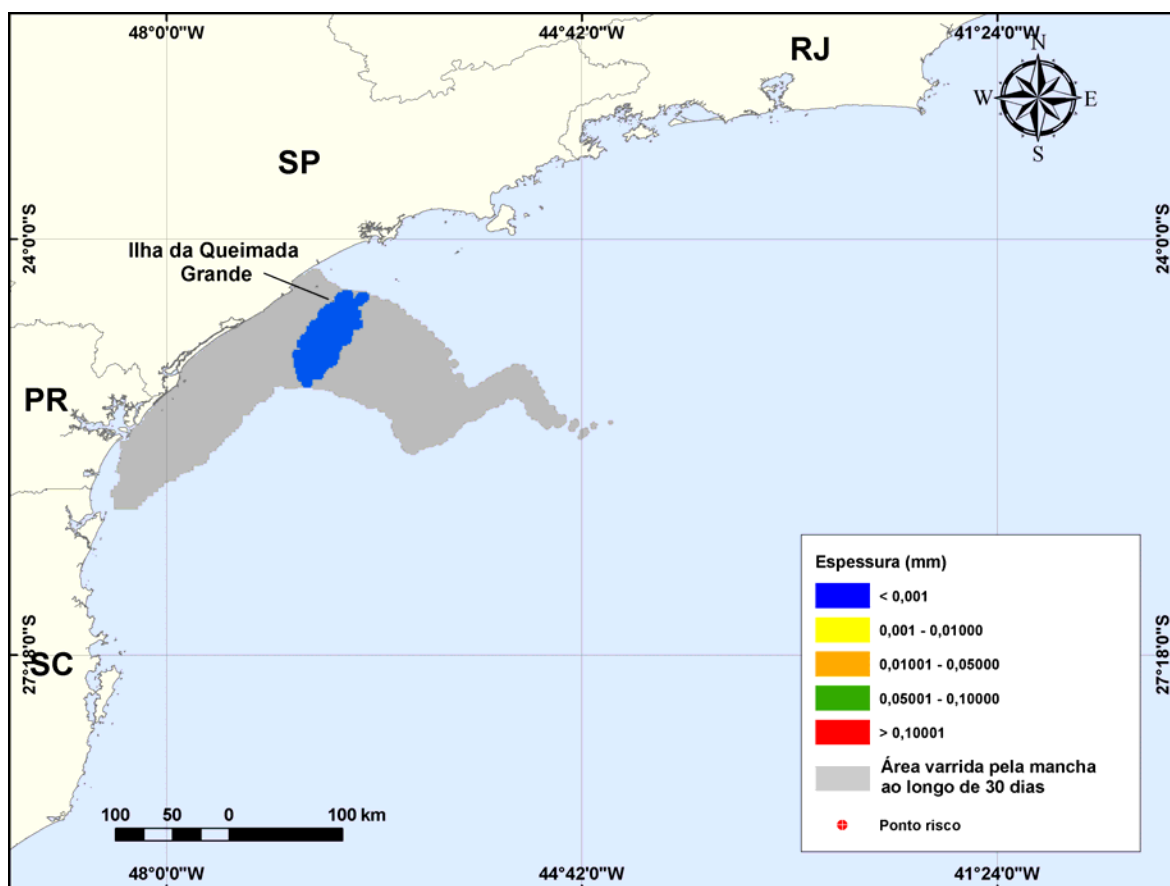 48°0'0"W
44°42'0"W
41°24'0"W
RJ
N
W
E
S
SP
24°0'0"S
24°0'0"S
Ilha da Queimada
Grande
PR
SC
27°18'0"S
27°18'0"S
Espessura (mm)
< 0,001
0,001 - 0,01000
0,01001 - 0,05000
0,05001 - 0,10000
> 0,10001
Área varrida pela mancha
ao longo de 30 dias
Ponto risco
100 50 0 100 km
48°0'0"W
44°42'0"W
41°24'0"W